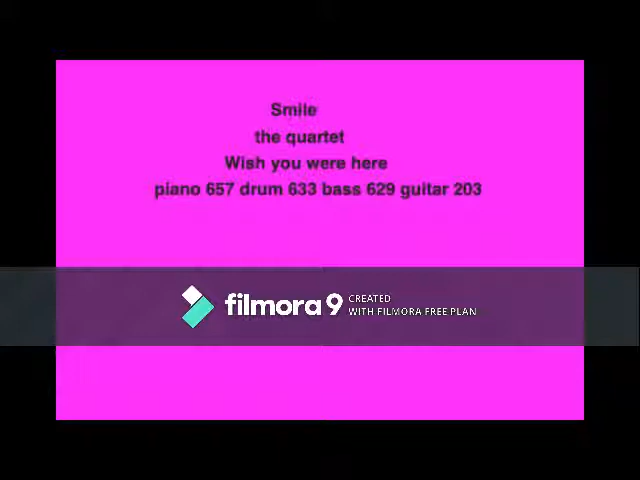 Smile
the quartet
Wish you were here
piano 657 drum 633 bass 629 guitar 203
filmora 9 CREATED
WITH FILMORA FREE PLAN